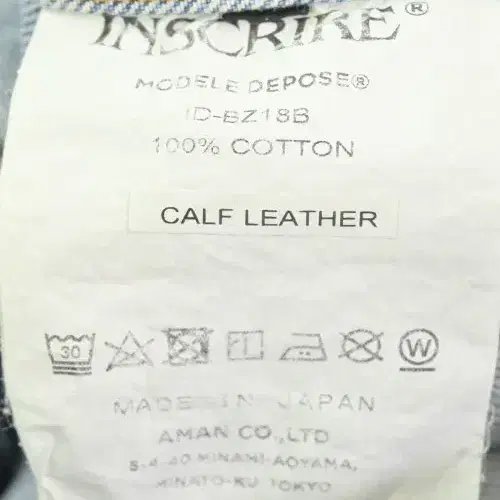 INSCRIRE®
MODELE DEPOSE®
ID-BZ18B
100% COTTON
CALF LEATHER
30
W
MADE IN JAPAN
AMAN CO.,LTD
5-4-40 MINAMI-AOYAMA,
MINATO-KU TOKYO